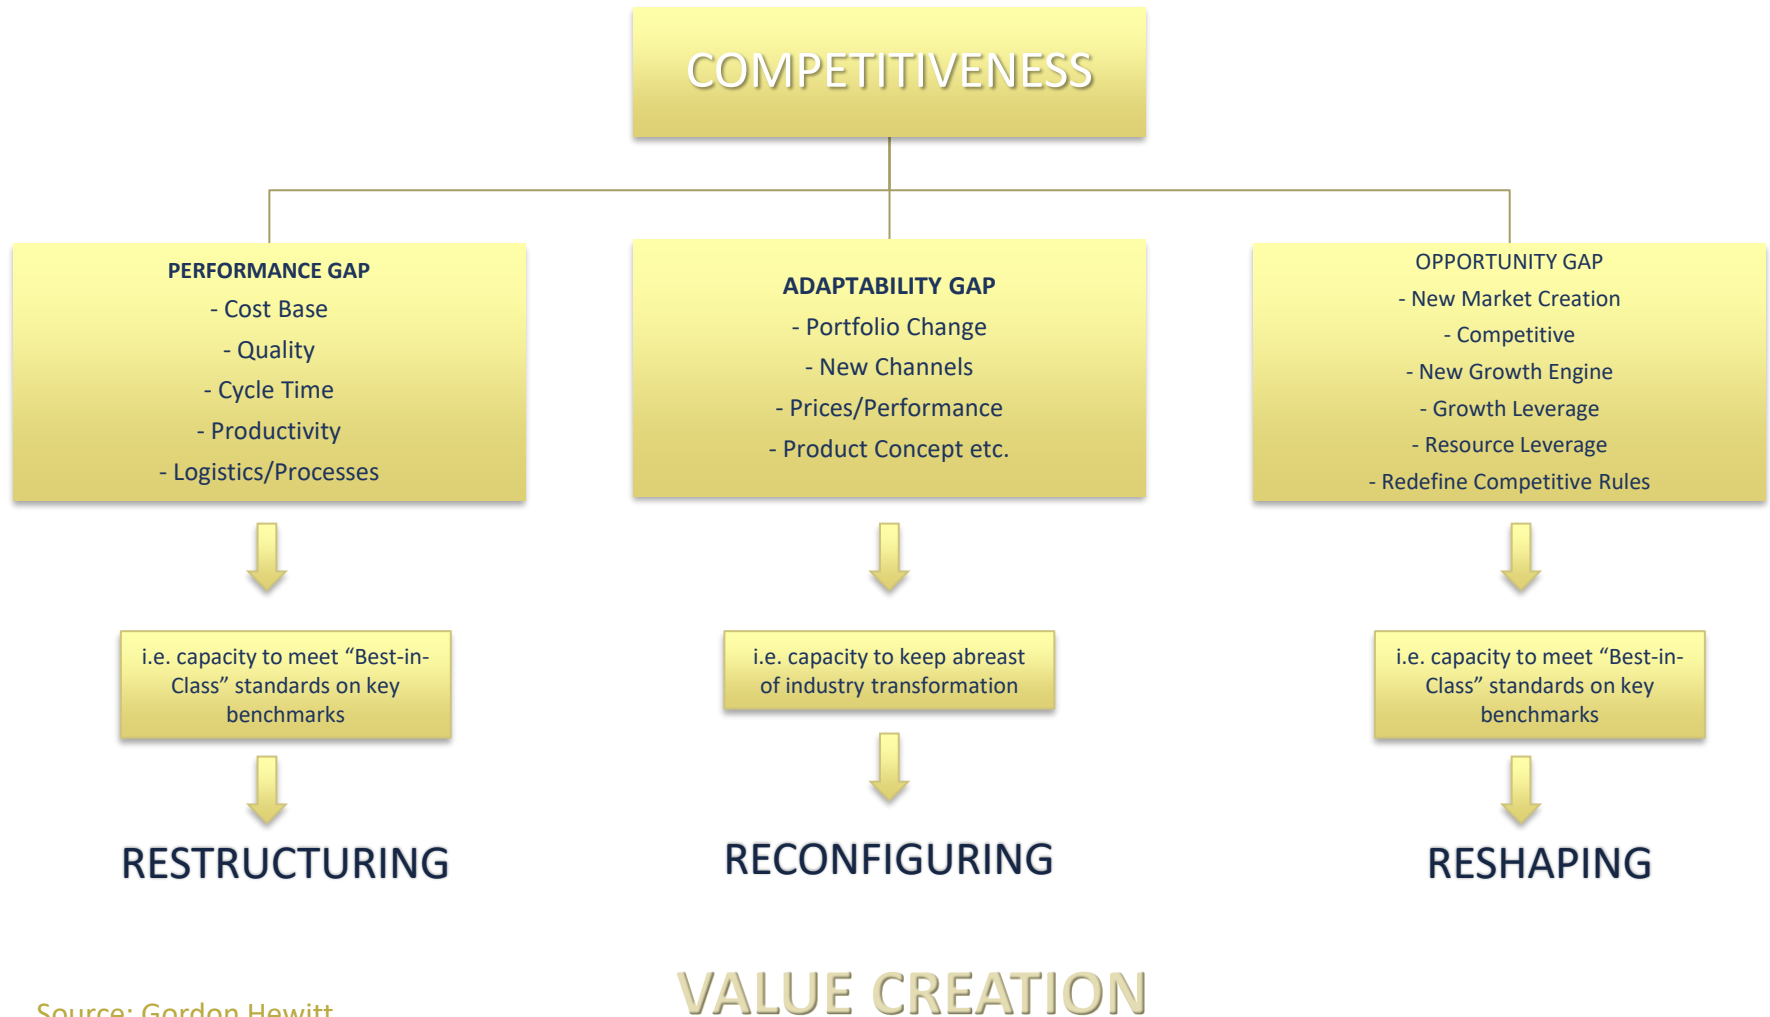 COMPETITIVENESS
PERFORMANCE GAP
- Cost Base
- Quality
- Cycle Time
- Productivity
- Logistics/Processes
ADAPTABILITY GAP
- Portfolio Change
- New Channels
- Prices/Performance
- Product Concept etc.
OPPORTUNITY GAP
- New Market Creation
- Competitive
- New Growth Engine
- Growth Leverage
- Resource Leverage
- Redefine Competitive Rules
i.e. capacity to meet “Best-in-
Class” standards on key
benchmarks
i.e. capacity to keep abreast
of industry transformation
i.e. capacity to meet “Best-in-
Class” standards on key
benchmarks
RESTRUCTURING
RECONFIGURING
RESHAPING
VALUE CREATION
Source: Gordon Hewitt